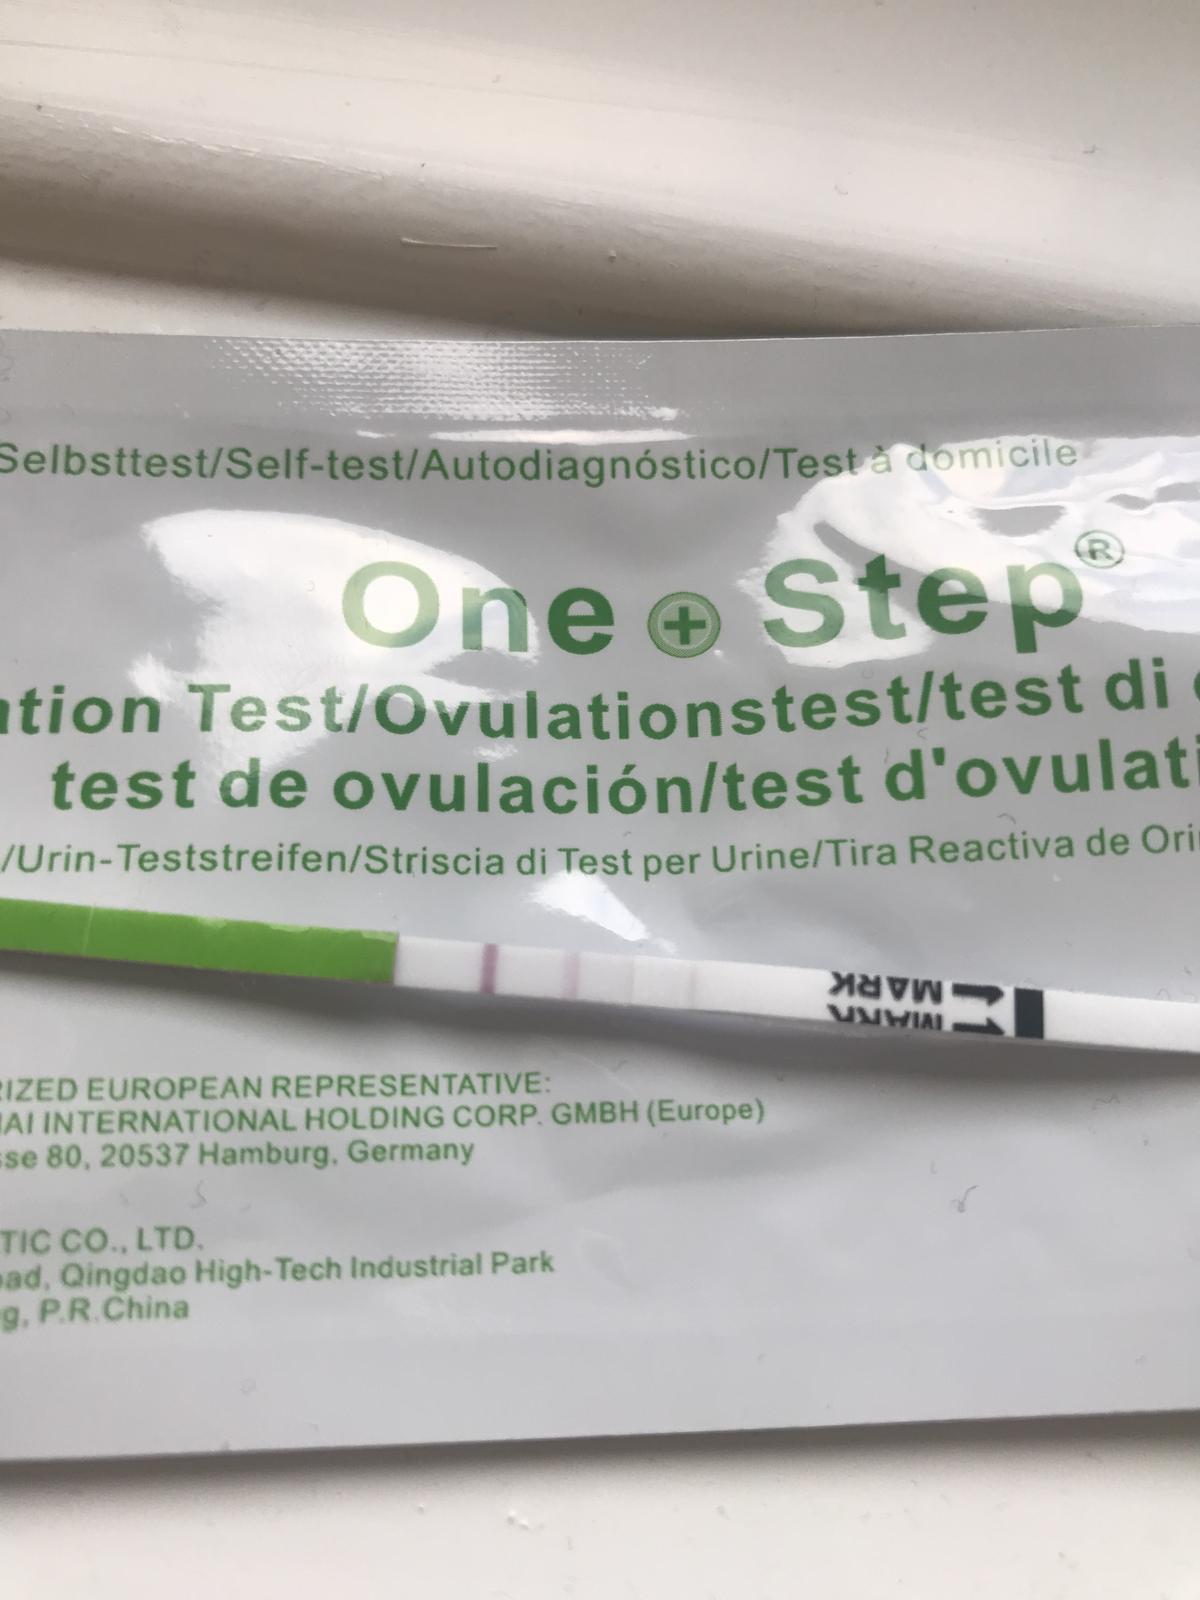 Selbsttest/Self-test/Autodiagnóstico/Test à domicile
One + Step®
ation Test/Ovulationstest/test di
test de ovulación/test d'ovulati
/Urin-Teststreifen/Striscia di Test per Urine/Tira Reactiva de Ori
MARK
MARK
RIZED EUROPEAN REPRESENTATIVE:
HAI INTERNATIONAL HOLDING CORP. GMBH (Europe)
sse 80, 20537 Hamburg, Germany
TIC CO., LTD.
oad, Qingdao High-Tech Industrial Park
g, P.R.China